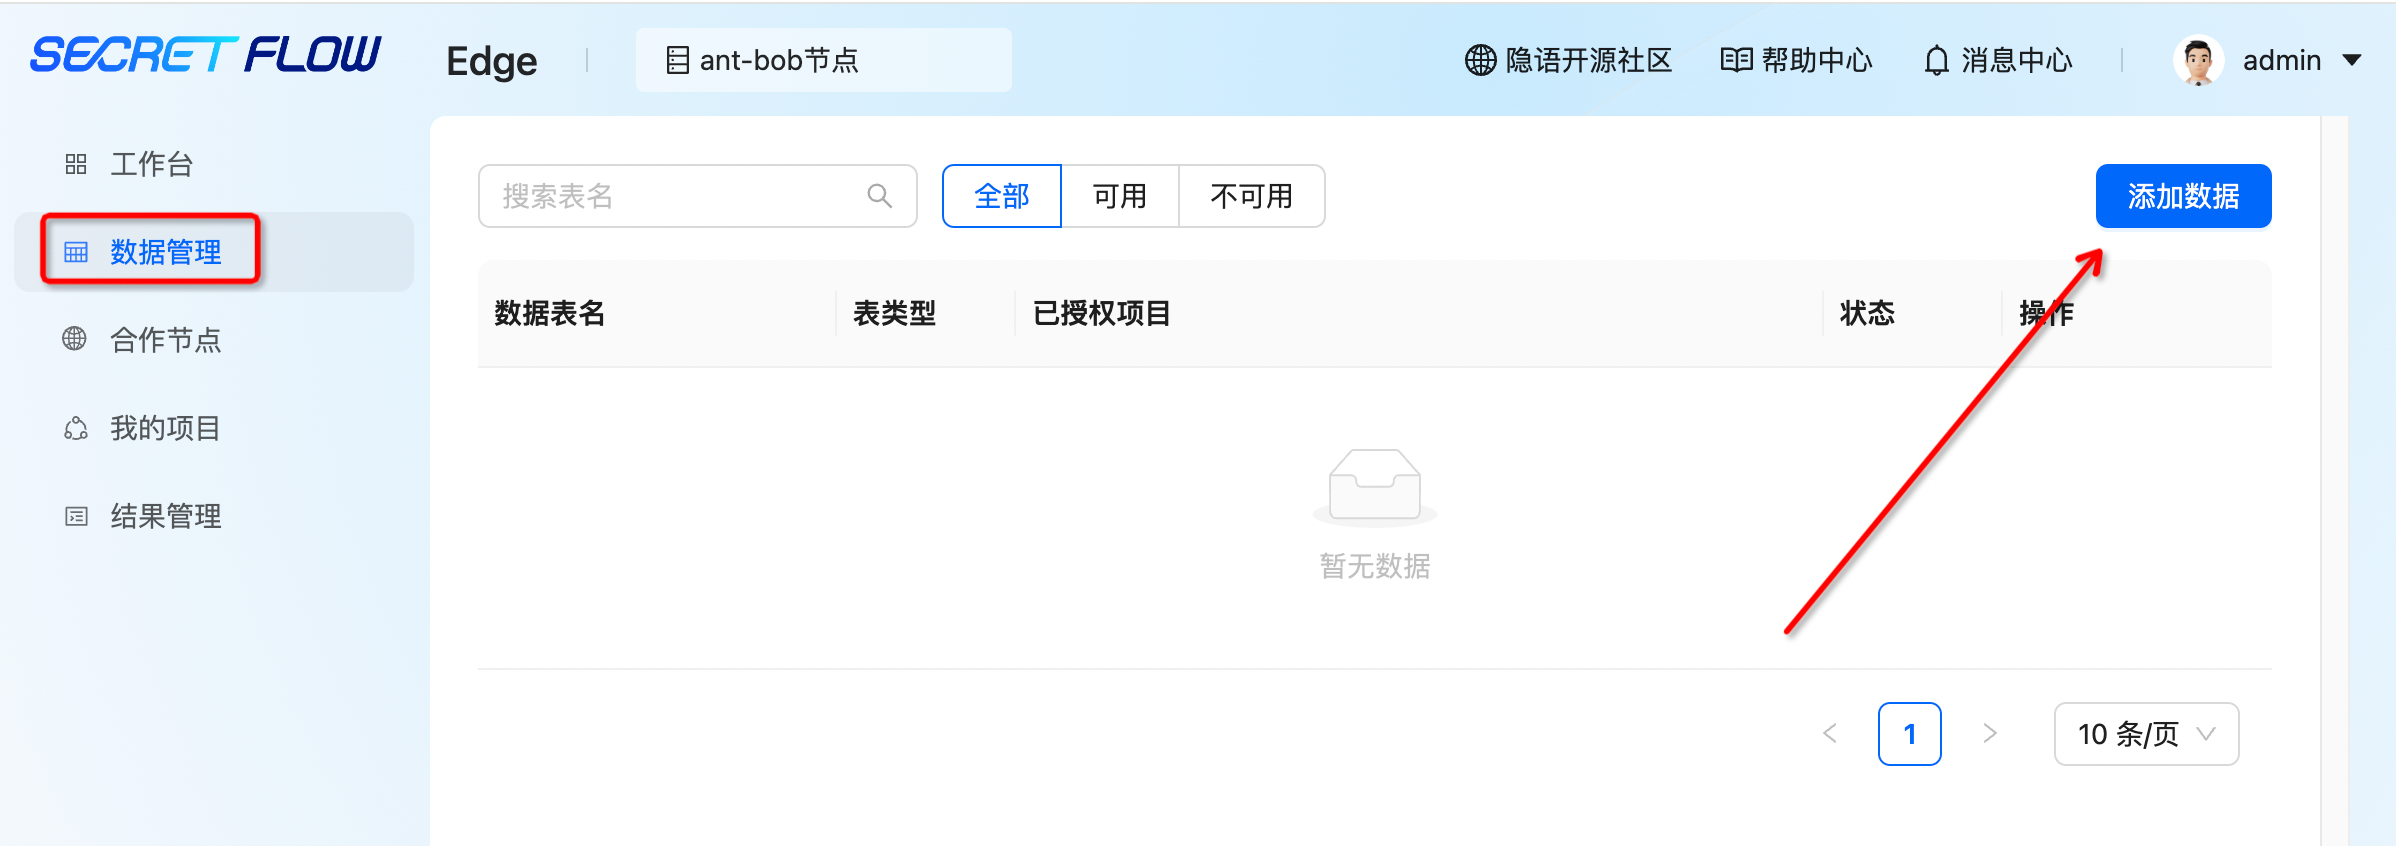 SECRET FLOW
Edge
ant-bob节点
隐语开源社区
帮助中心
消息中心
admin
工作台
数据管理
合作节点
我的项目
结果管理
搜索表名
全部
可用
不可用
添加数据
数据表名
表类型
已授权项目
状态
操作
暂无数据
1
10 条/页